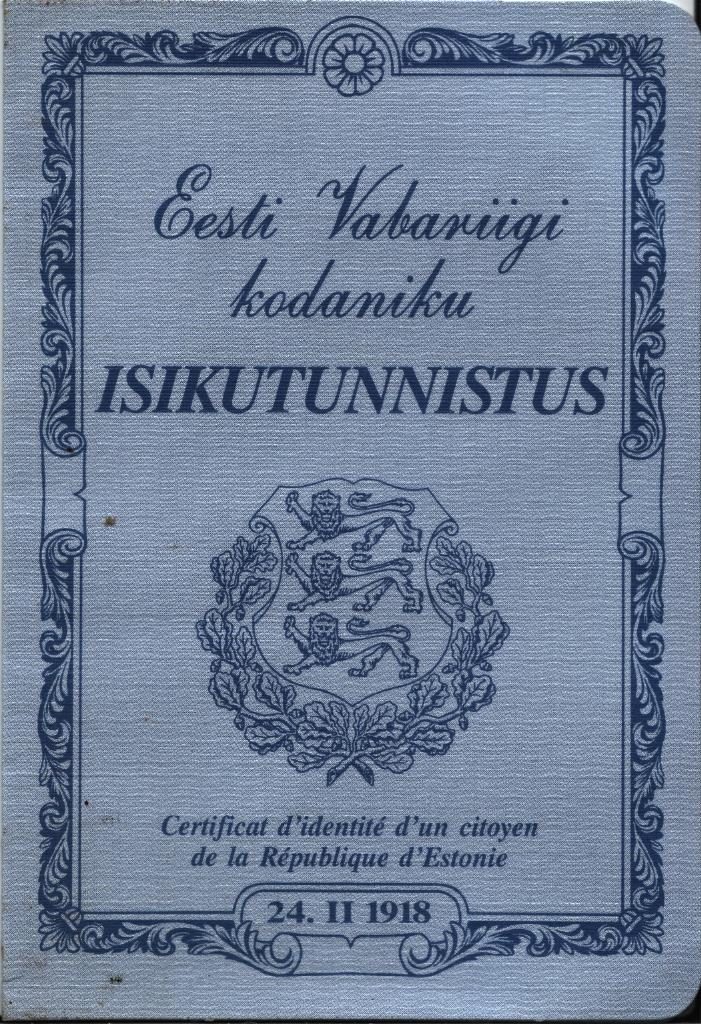 Eesti Vabariigi
kodaniku
ISIKUTUNNISTUS
Certificat d'identité d'un citoyen
de la République d'Estonie
24. II 1918